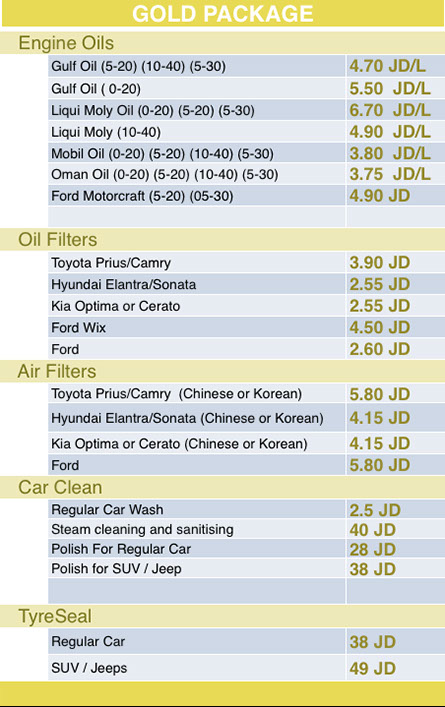 GOLD PACKAGE
Engine Oils
Gulf Oil (5-20) (10-40) (5-30) 4.70 JD/L
Gulf Oil ( 0-20) 5.50 JD/L
Liqui Moly Oil (0-20) (5-20) (5-30) 6.70 JD/L
Liqui Moly (10-40) 4.90 JD/L
Mobil Oil (0-20) (5-20) (10-40) (5-30) 3.80 JD/L
Oman Oil (0-20) (5-20) (10-40) (5-30) 3.75 JD/L
Ford Motorcraft (5-20) (05-30) 4.90 JD
Oil Filters
Toyota Prius/Camry 3.90 JD
Hyundai Elantra/Sonata 2.55 JD
Kia Optima or Cerato 2.55 JD
Ford Wix 4.50 JD
Ford 2.60 JD
Air Filters
Toyota Prius/Camry (Chinese or Korean) 5.80 JD
Hyundai Elantra/Sonata (Chinese or Korean) 4.15 JD
Kia Optima or Cerato (Chinese or Korean) 4.15 JD
Ford 5.80 JD
Car Clean
Regular Car Wash 2.5 JD
Steam cleaning and sanitising 40 JD
Polish For Regular Car 28 JD
Polish for SUV / Jeep 38 JD
TyreSeal
Regular Car 38 JD
SUV / Jeeps 49 JD